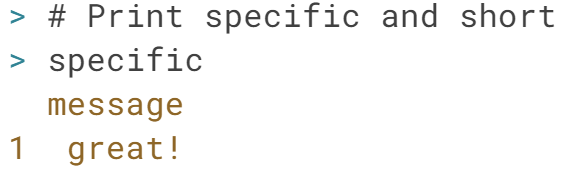 > # Print specific and short
> specific
  message
1  great!